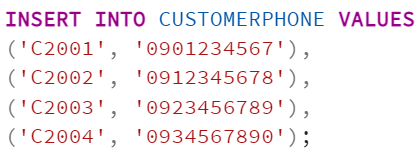 INSERT INTO CUSTOMERPHONE VALUES
('C2001', '0901234567'),
('C2002', '0912345678'),
('C2003', '0923456789'),
('C2004', '0934567890');